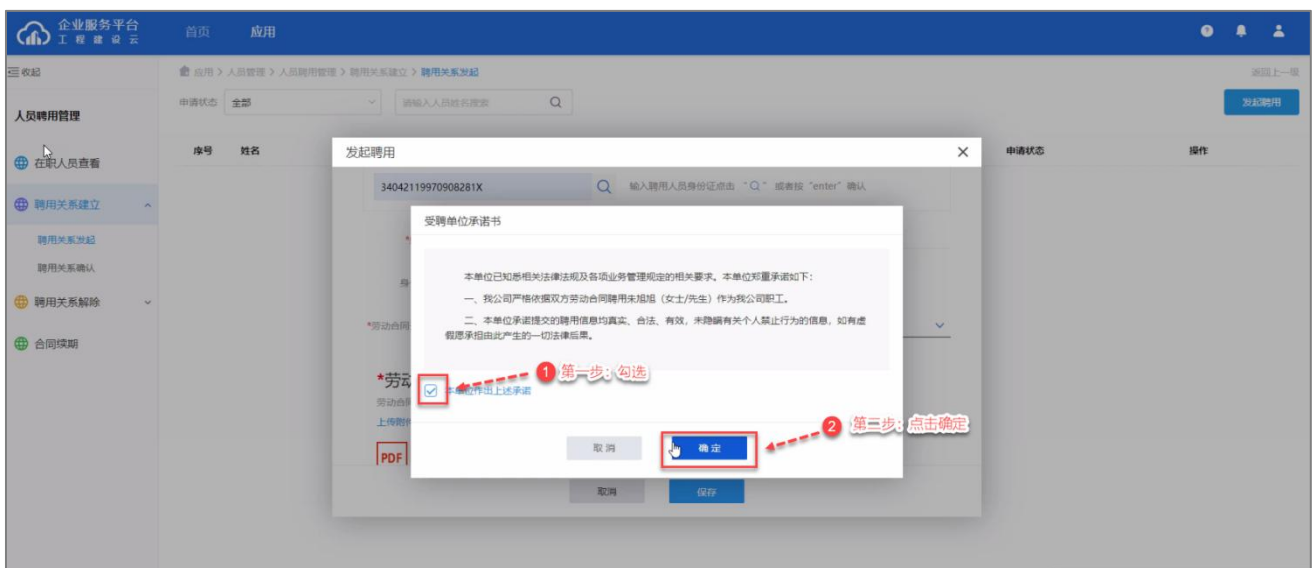 企业服务平台
工程建设云
首页 应用
收起
应用 > 人员管理 > 人员聘用管理 > 聘用关系建立 > 聘用关系发起
返回上一级
人员聘用管理
申请状态 全部 请输入人员姓名搜索
发起聘用
序号 姓名 申请状态 操作
在职人员查看
聘用关系建立
聘用关系发起
聘用关系确认
聘用关系解除
合同续期
发起聘用
34042119970908281X
输入聘用人员身份证点击 "Q" 或者按 "enter" 确认
受聘单位承诺书
本单位已知悉相关法律法规及各项业务管理规定的相关要求。本单位郑重承诺如下:
一、我公司严格依据双方劳动合同聘用未旭旭(女士/先生)作为我公司职工。
二、本单位承诺提交的聘用信息均真实、合法、有效,未隐瞒有关个人禁止行为的信息,如有虚
假愿承担由此产生的一切法律后果。
身
*劳动合同
*劳动
劳动合同
上传附件
PDF
1 第一步:勾选
本单位作出上述承诺
2 第三步:点击确定
取消 确定
取消 保存